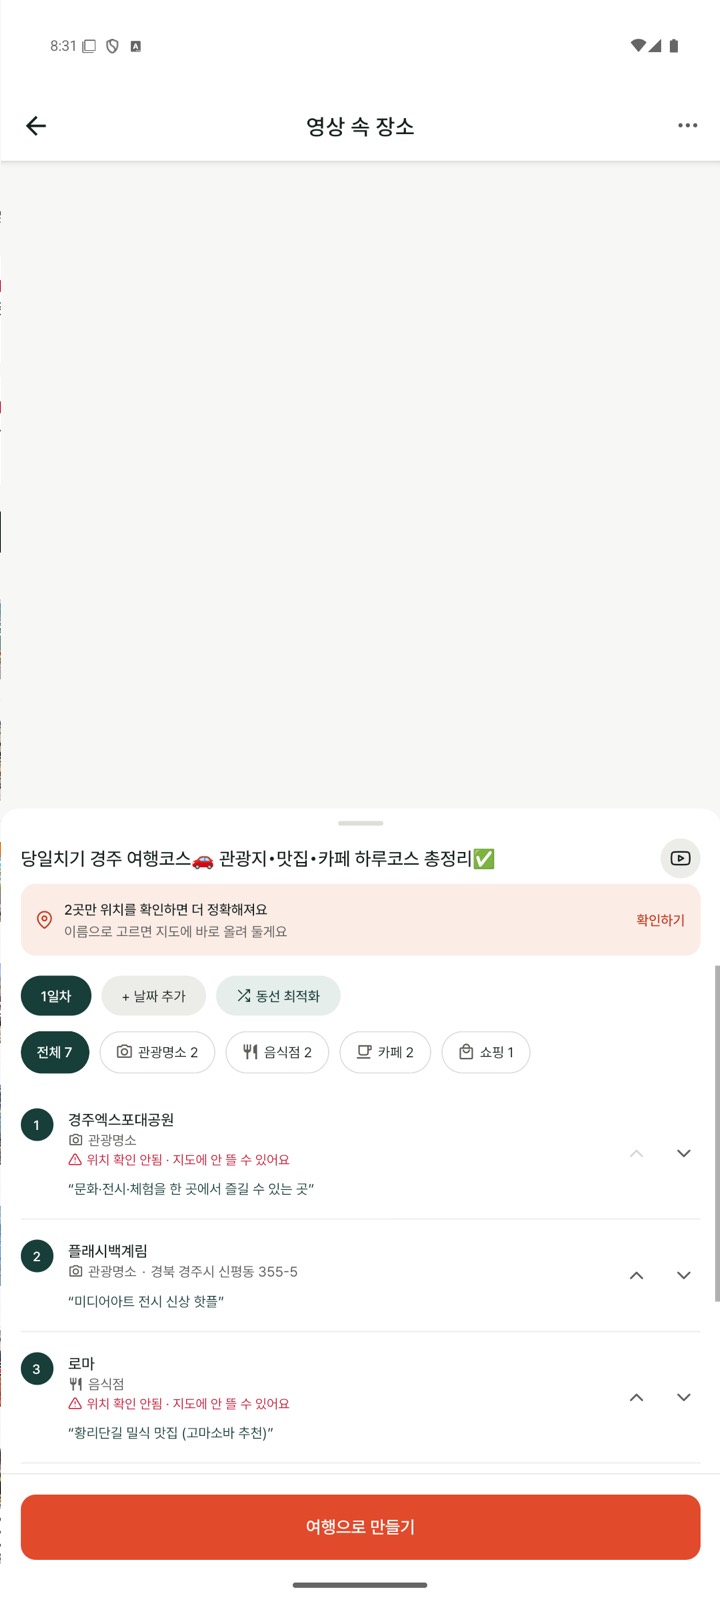 8:31
영상 속 장소
당일치기 경주 여행코스🚗 관광지•맛집•카페 하루코스 총정리✅
2곳만 위치를 확인하면 더 정확해져요
이름으로 고르면 지도에 바로 올려 둘게요
확인하기
1일차
+ 날짜 추가
동선 최적화
전체 7
관광명소 2
음식점 2
카페 2
쇼핑 1
1
경주엑스포대공원
관광명소
위치 확인 안됨 · 지도에 안 뜰 수 있어요
“문화·전시·체험을 한 곳에서 즐길 수 있는 곳”
2
플래시백계림
관광명소 · 경북 경주시 신평동 355-5
“미디어아트 전시 신상 핫플”
3
로마
음식점
위치 확인 안됨 · 지도에 안 뜰 수 있어요
“황리단길 밀식 맛집 (고마소바 추천)”
여행으로 만들기